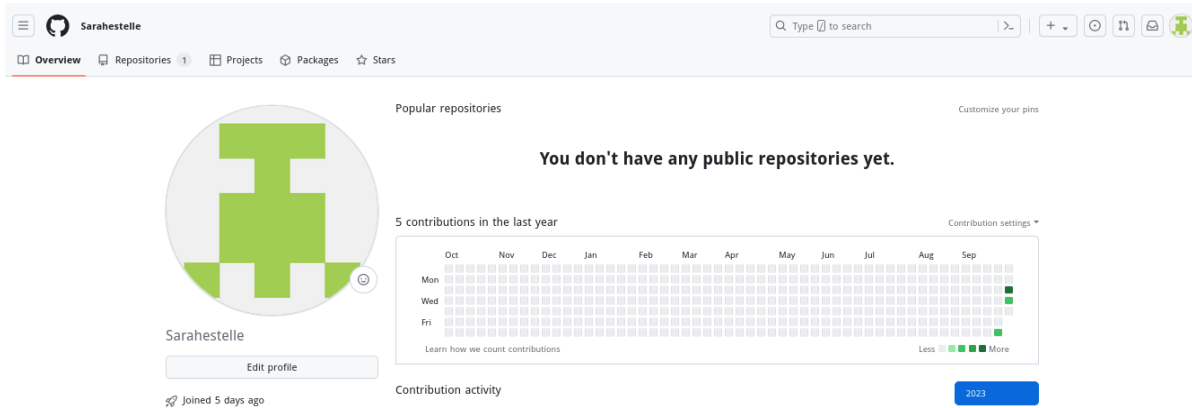 Sarahestelle
Type / to search
Overview
Repositories 1
Projects
Packages
Stars
Popular repositories
Customize your pins
You don't have any public repositories yet.
5 contributions in the last year
Contribution settings
Oct Nov Dec Jan Feb Mar Apr May Jun Jul Aug Sep
Mon
Wed
Fri
Learn how we count contributions
Less More
Sarahestelle
Edit profile
Joined 5 days ago
Contribution activity
2023